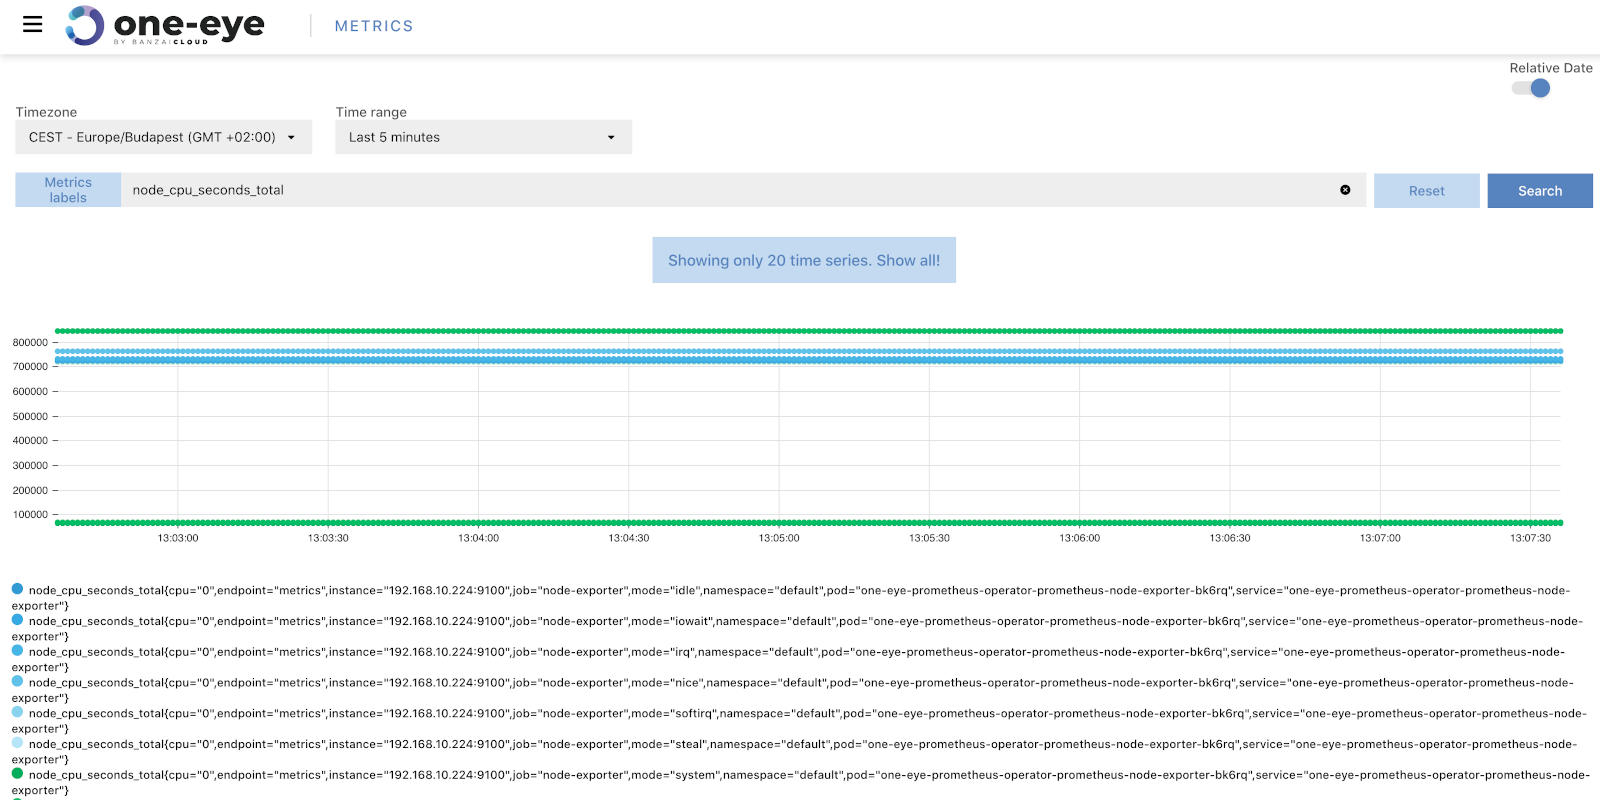 one-eye
BY BANZAICLOUD
METRICS
Relative Date
Timezone
Time range
CEST - Europe/Budapest (GMT +02:00)
Last 5 minutes
Metrics
labels
node_cpu_seconds_total
Reset
Search
Showing only 20 time series. Show all!
800000
700000
600000
500000
400000
300000
200000
100000
13:03:00
13:03:30
13:04:00
13:04:30
13:05:00
13:05:30
13:06:00
13:06:30
13:07:00
13:07:30
node_cpu_seconds_total{cpu="0",endpoint="metrics",instance="192.168.10.224:9100",job="node-exporter",mode="idle",namespace="default",pod="one-eye-prometheus-operator-prometheus-node-exporter-bk6rq",service="one-eye-prometheus-operator-prometheus-node-
exporter"}
node_cpu_seconds_total{cpu="0",endpoint="metrics",instance="192.168.10.224:9100",job="node-exporter",mode="iowait",namespace="default",pod="one-eye-prometheus-operator-prometheus-node-exporter-bk6rq",service="one-eye-prometheus-operator-prometheus-node-
exporter"}
node_cpu_seconds_total{cpu="0",endpoint="metrics",instance="192.168.10.224:9100",job="node-exporter",mode="irq",namespace="default",pod="one-eye-prometheus-operator-prometheus-node-exporter-bk6rq",service="one-eye-prometheus-operator-prometheus-node-
exporter"}
node_cpu_seconds_total{cpu="0",endpoint="metrics",instance="192.168.10.224:9100",job="node-exporter",mode="nice",namespace="default",pod="one-eye-prometheus-operator-prometheus-node-exporter-bk6rq",service="one-eye-prometheus-operator-prometheus-node-
exporter"}
node_cpu_seconds_total{cpu="0",endpoint="metrics",instance="192.168.10.224:9100",job="node-exporter",mode="softirq",namespace="default",pod="one-eye-prometheus-operator-prometheus-node-exporter-bk6rq",service="one-eye-prometheus-operator-prometheus-node-
exporter"}
node_cpu_seconds_total{cpu="0",endpoint="metrics",instance="192.168.10.224:9100",job="node-exporter",mode="steal",namespace="default",pod="one-eye-prometheus-operator-prometheus-node-exporter-bk6rq",service="one-eye-prometheus-operator-prometheus-node-
exporter"}
node_cpu_seconds_total{cpu="0",endpoint="metrics",instance="192.168.10.224:9100",job="node-exporter",mode="system",namespace="default",pod="one-eye-prometheus-operator-prometheus-node-exporter-bk6rq",service="one-eye-prometheus-operator-prometheus-node-
exporter"}